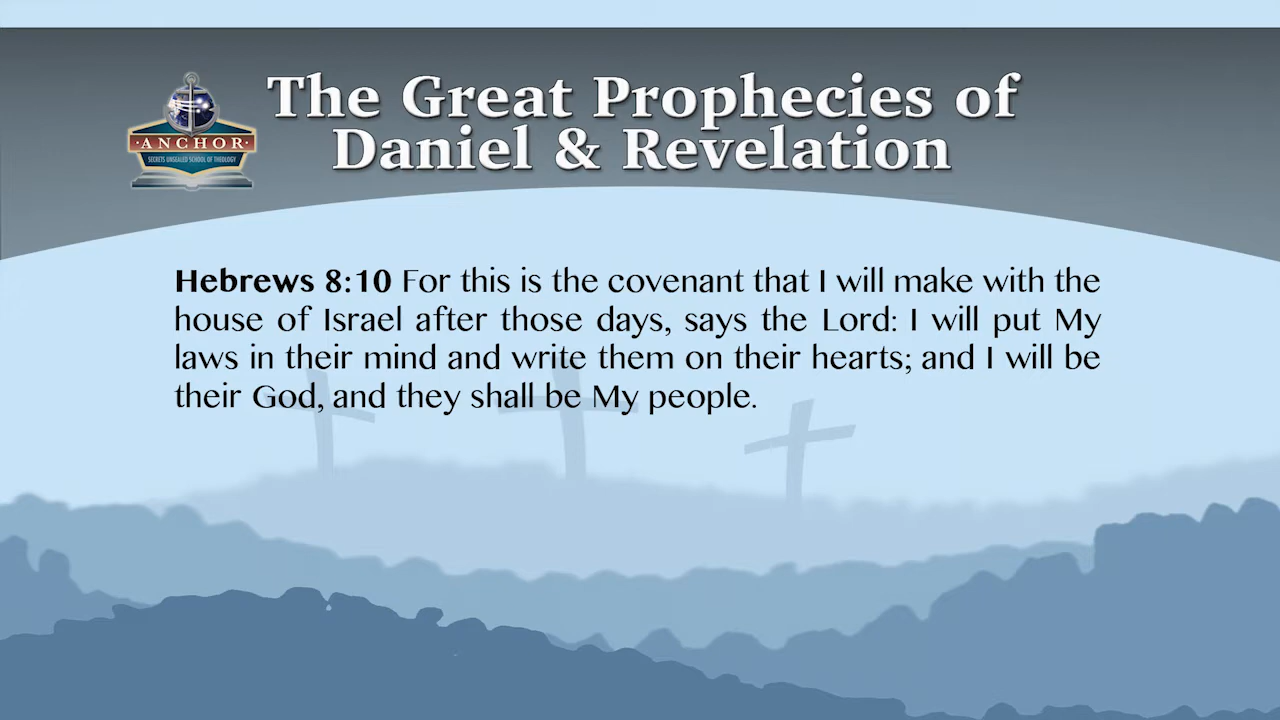 The Great Prophecies of
Daniel & Revelation
·ANCHOR·
SECRETS UNSEALED SCHOOL OF THEOLOGY
Hebrews 8:10 For this is the covenant that I will make with the
house of Israel after those days, says the Lord: I will put My
laws in their mind and write them on their hearts; and I will be
their God, and they shall be My people.